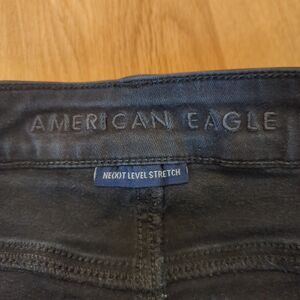 AMERICAN EAGLE
NE(X)T LEVEL STRETCH